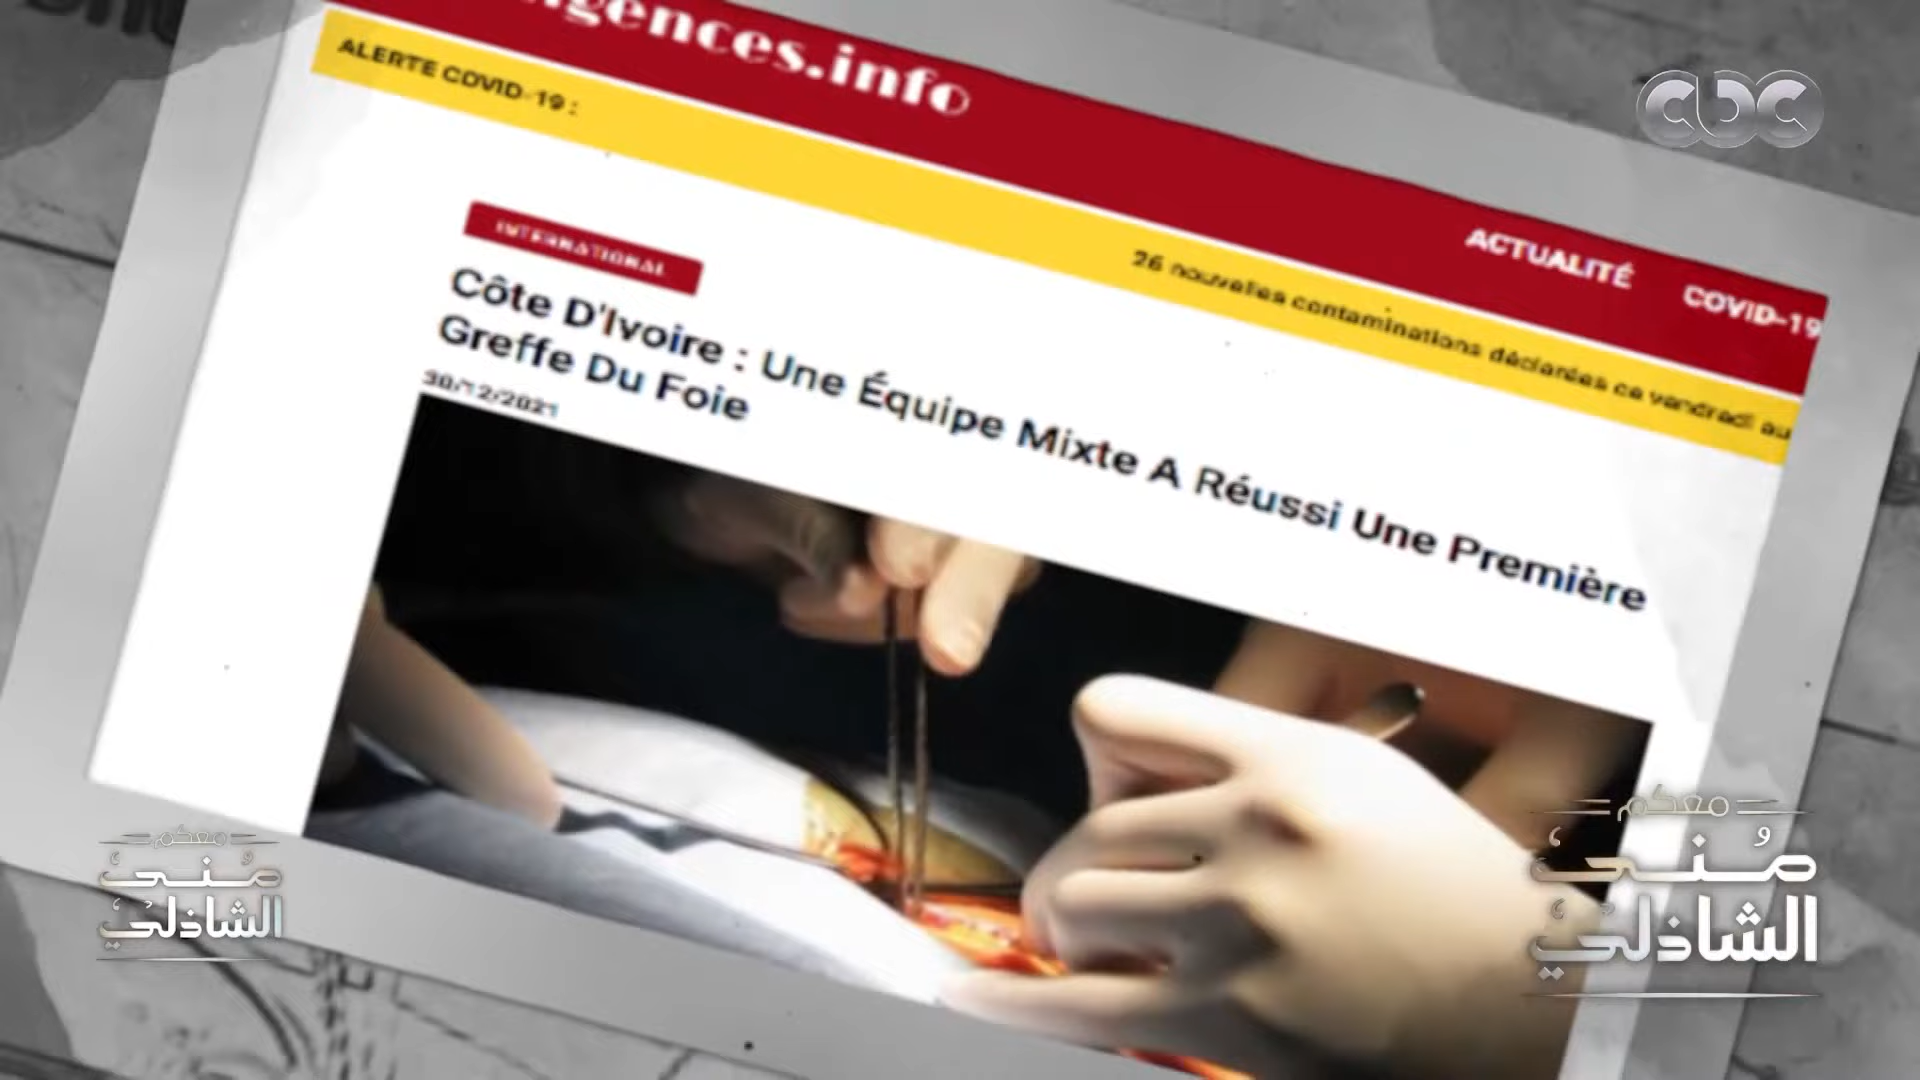 gences.info
CBC
ALERTE COVID-19 :
ACTUALITÉ
COVID-19
26 nouvelles contaminations déclarées ce vendredi au
INTERNATIONAL
Côte D'Ivoire : Une Équipe Mixte A Réussi Une Première
Greffe Du Foie
30/12/2021
معكم
منى
الشاذلي
معكم
منى
الشاذلي